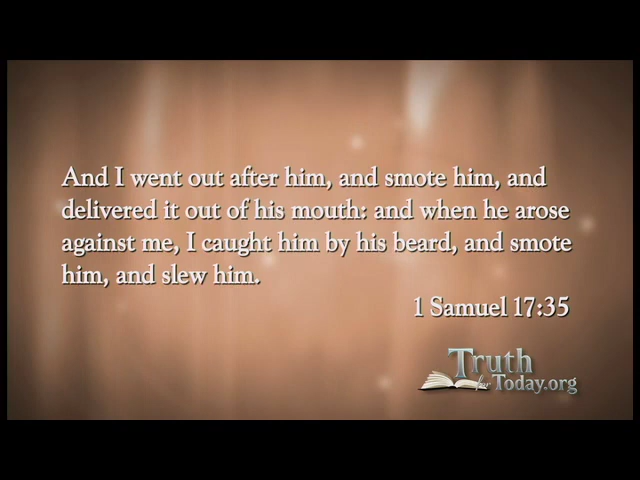 And I went out after him, and smote him, and
delivered it out of his mouth: and when he arose
against me, I caught him by his beard, and smote
him, and slew him.
1 Samuel 17:35
Truth
for Today.org